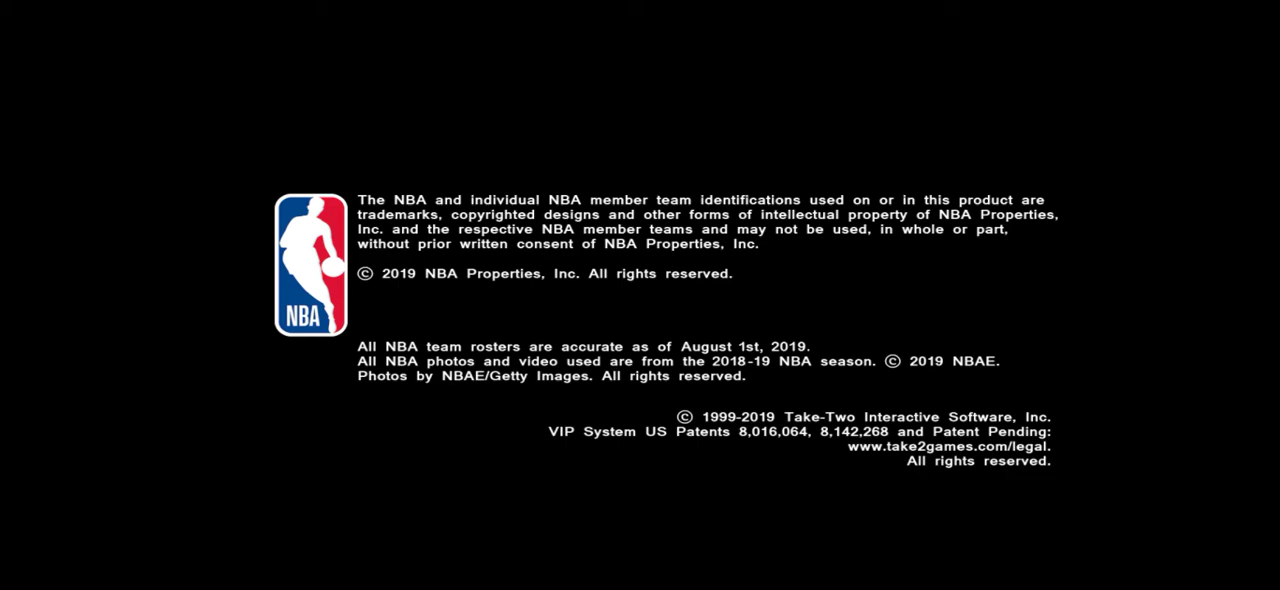 The NBA and individual NBA member team identifications used on or in this product are
trademarks, copyrighted designs and other forms of intellectual property of NBA Properties,
Inc. and the respective NBA member teams and may not be used, in whole or part,
without prior written consent of NBA Properties, Inc.
© 2019 NBA Properties, Inc. All rights reserved.
NBA
All NBA team rosters are accurate as of August 1st, 2019.
All NBA photos and video used are from the 2018-19 NBA season. © 2019 NBAE.
Photos by NBAE/Getty Images. All rights reserved.
© 1999-2019 Take-Two Interactive Software, Inc.
VIP System US Patents 8,016,064, 8,142,268 and Patent Pending:
www.take2games.com/legal.
All rights reserved.